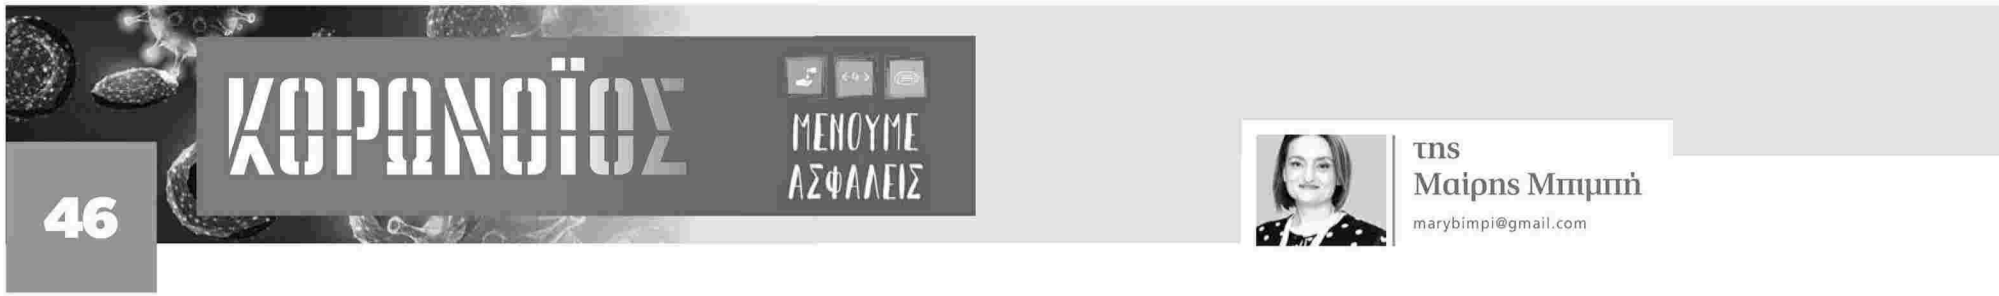 46
ΚΟΡΩΝΟΪΟΣ
ΜΕΝΟΥΜΕ
ΑΣΦΑΛΕΙΣ
της
Μαίρης Μπιμπή
marybimpi@gmail.com